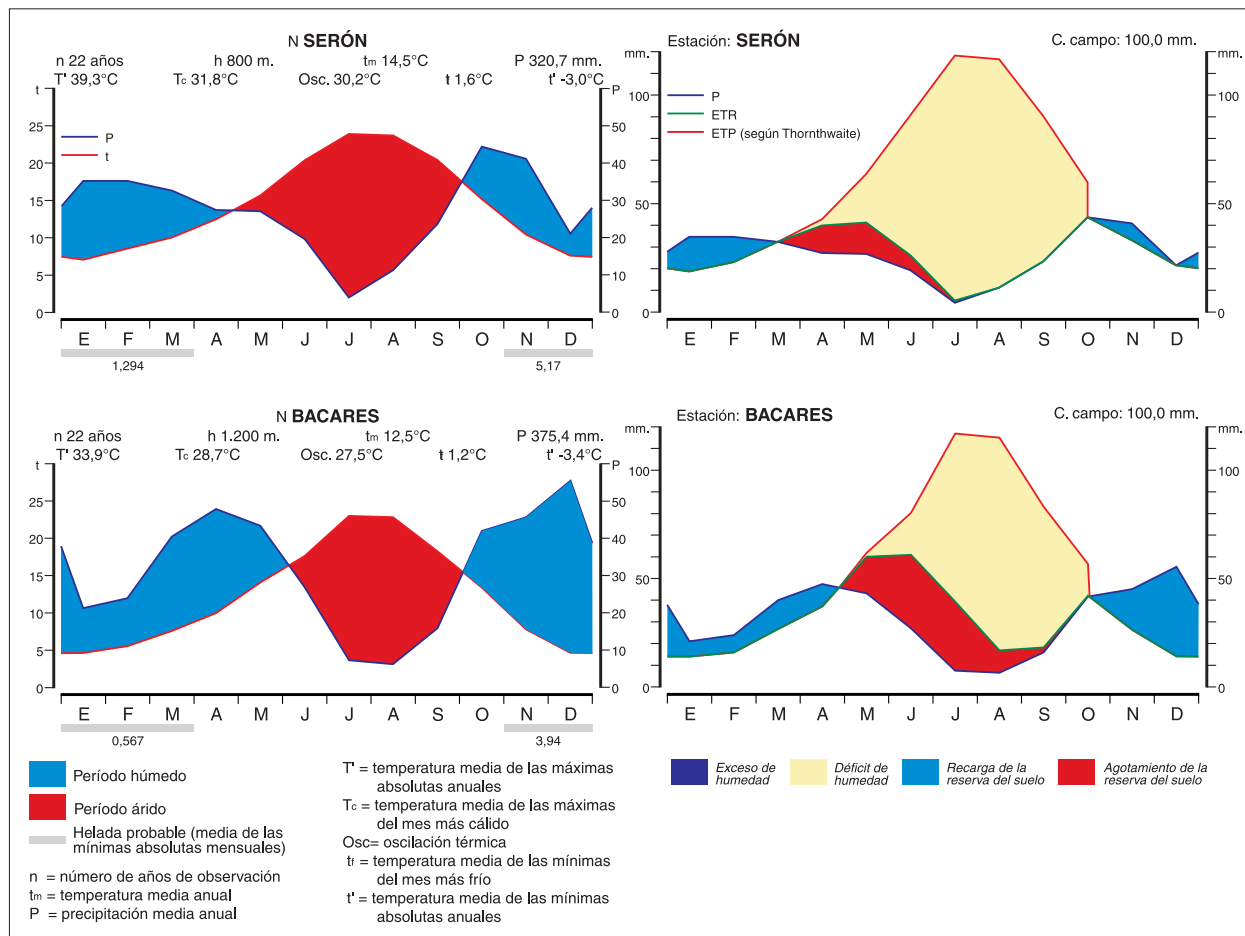 N SERÓN
n 22 años h 800 m. tm 14,5°C P 320,7 mm.
T' 39,3°C Tc 31,8°C Osc. 30,2°C t 1,6°C t' -3,0°C
t P
25 50
20 40
15 30
10 20
5 10
0 0
P
t
E F M A M J J A S O N D
1,294 5,17
Estación: SERÓN C. campo: 100,0 mm.
mm. mm.
100 100
50 50
0 0
P
ETR
ETP (según Thornthwaite)
E F M A M J J A S O N D
N BACARES
n 22 años h 1.200 m. tm 12,5°C P 375,4 mm.
T' 33,9°C Tc 28,7°C Osc. 27,5°C t 1,2°C t' -3,4°C
t P
25 50
20 40
15 30
10 20
5 10
0 0
E F M A M J J A S O N D
0,567 3,94
Estación: BACARES C. campo: 100,0 mm.
mm. mm.
100 100
50 50
0 0
E F M A M J J A S O N D
Período húmedo
Período árido
Helada probable (media de las
mínimas absolutas mensuales)
n = número de años de observación
tm = temperatura media anual
P = precipitación media anual
T' = temperatura media de las máximas
absolutas anuales
Tc = temperatura media de las máximas
del mes más cálido
Osc= oscilación térmica
tf = temperatura media de las mínimas
del mes más frío
t' = temperatura media de las mínimas
absolutas anuales
Exceso de
humedad
Déficit de
humedad
Recarga de la
reserva del suelo
Agotamiento de la
reserva del suelo